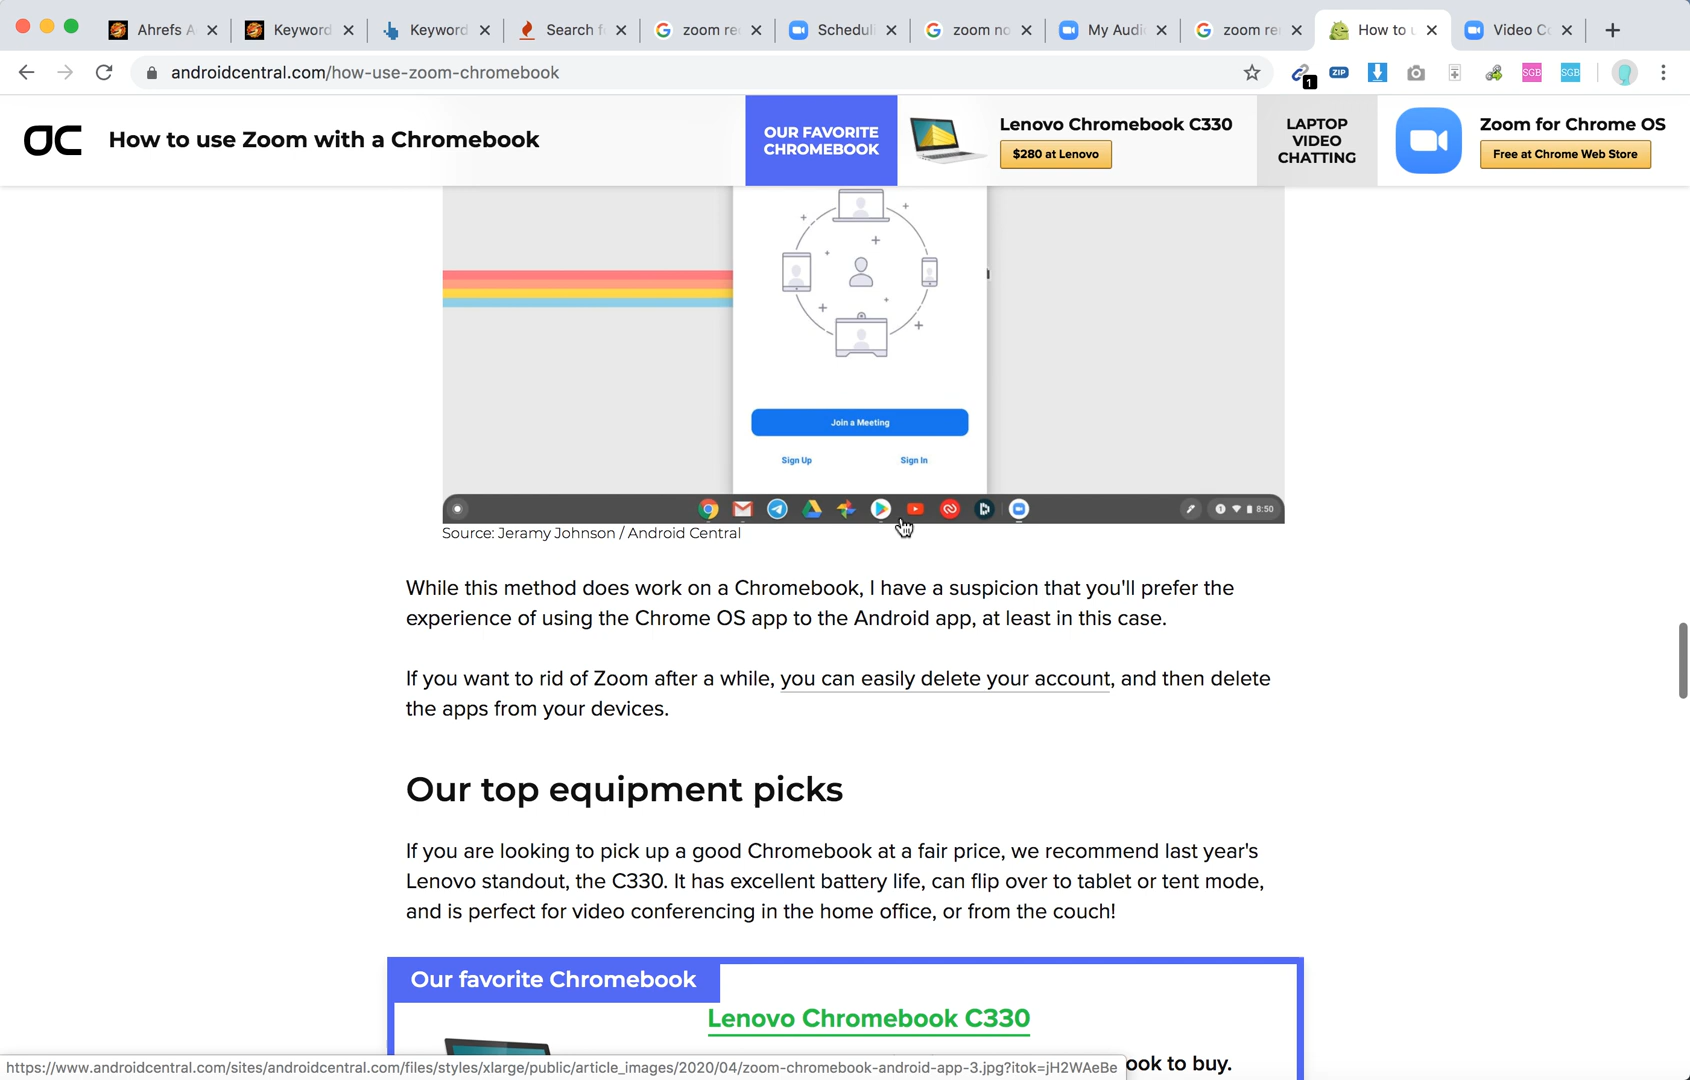 Ahrefs A
Keyword
Keyword
Search f
zoom re
Schedul
zoom no
My Audi
zoom re
How to u
Video Co
androidcentral.com/how-use-zoom-chromebook
1
ZIP
SGB
SGB
How to use Zoom with a Chromebook
OUR FAVORITE
CHROMEBOOK
Lenovo Chromebook C330
$280 at Lenovo
LAPTOP
VIDEO
CHATTING
Zoom for Chrome OS
Free at Chrome Web Store
Join a Meeting
Sign Up
Sign In
8:50
Source: Jeramy Johnson / Android Central
While this method does work on a Chromebook, I have a suspicion that you'll prefer the
experience of using the Chrome OS app to the Android app, at least in this case.
If you want to rid of Zoom after a while, you can easily delete your account, and then delete
the apps from your devices.
Our top equipment picks
If you are looking to pick up a good Chromebook at a fair price, we recommend last year's
Lenovo standout, the C330. It has excellent battery life, can flip over to tablet or tent mode,
and is perfect for video conferencing in the home office, or from the couch!
Our favorite Chromebook
Lenovo Chromebook C330
ook to buy.
https://www.androidcentral.com/sites/androidcentral.com/files/styles/xlarge/public/article_images/2020/04/zoom-chromebook-android-app-3.jpg?itok=jH2WAeBe